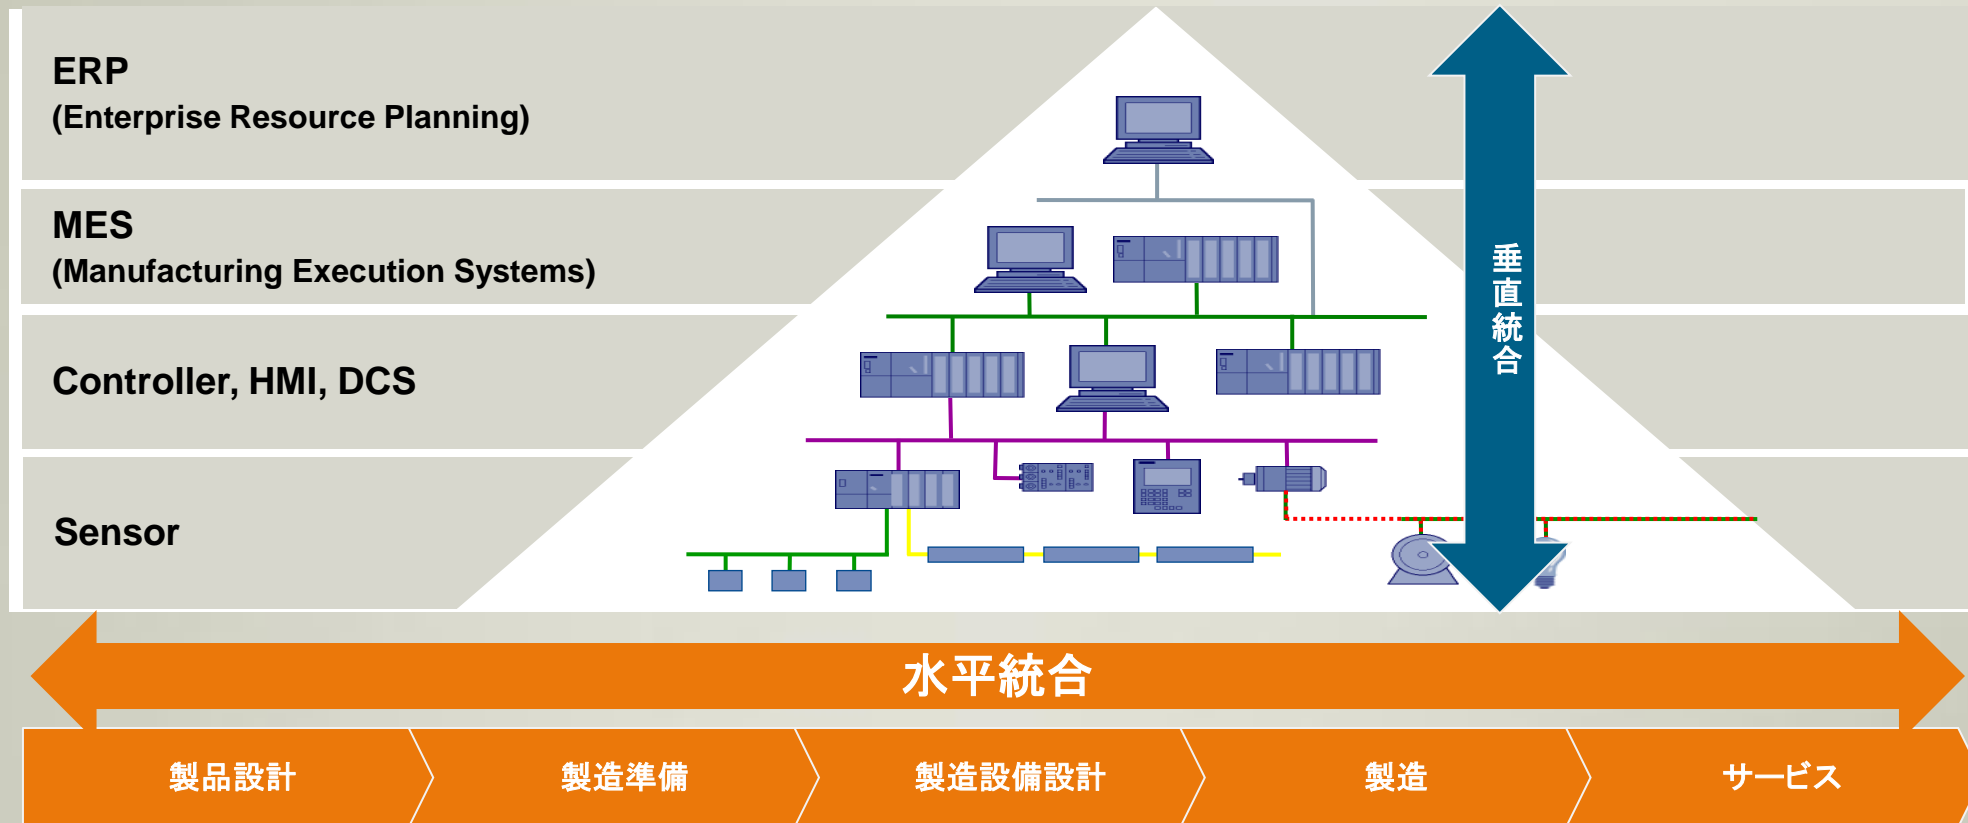 ERP
(Enterprise Resource Planning)
MES
(Manufacturing Execution Systems)
Controller, HMI, DCS
Sensor
垂直統合
水平統合
製品設計
製造準備
製造設備設計
製造
サービス